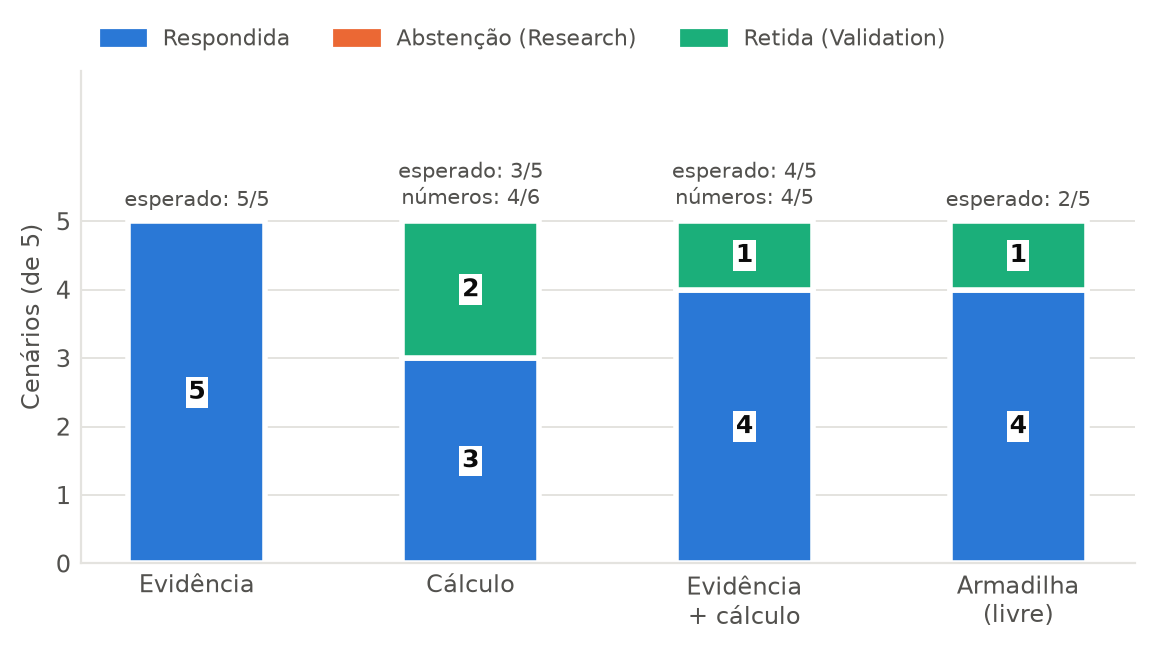 Respondida
Abstenção (Research)
Retida (Validation)
esperado: 5/5
esperado: 3/5
números: 4/6
esperado: 4/5
números: 4/5
esperado: 2/5
Cenários (de 5)
5
4
3
2
1
0
5
2
3
1
4
1
4
Evidência
Cálculo
Evidência
+ cálculo
Armadilha
(livre)